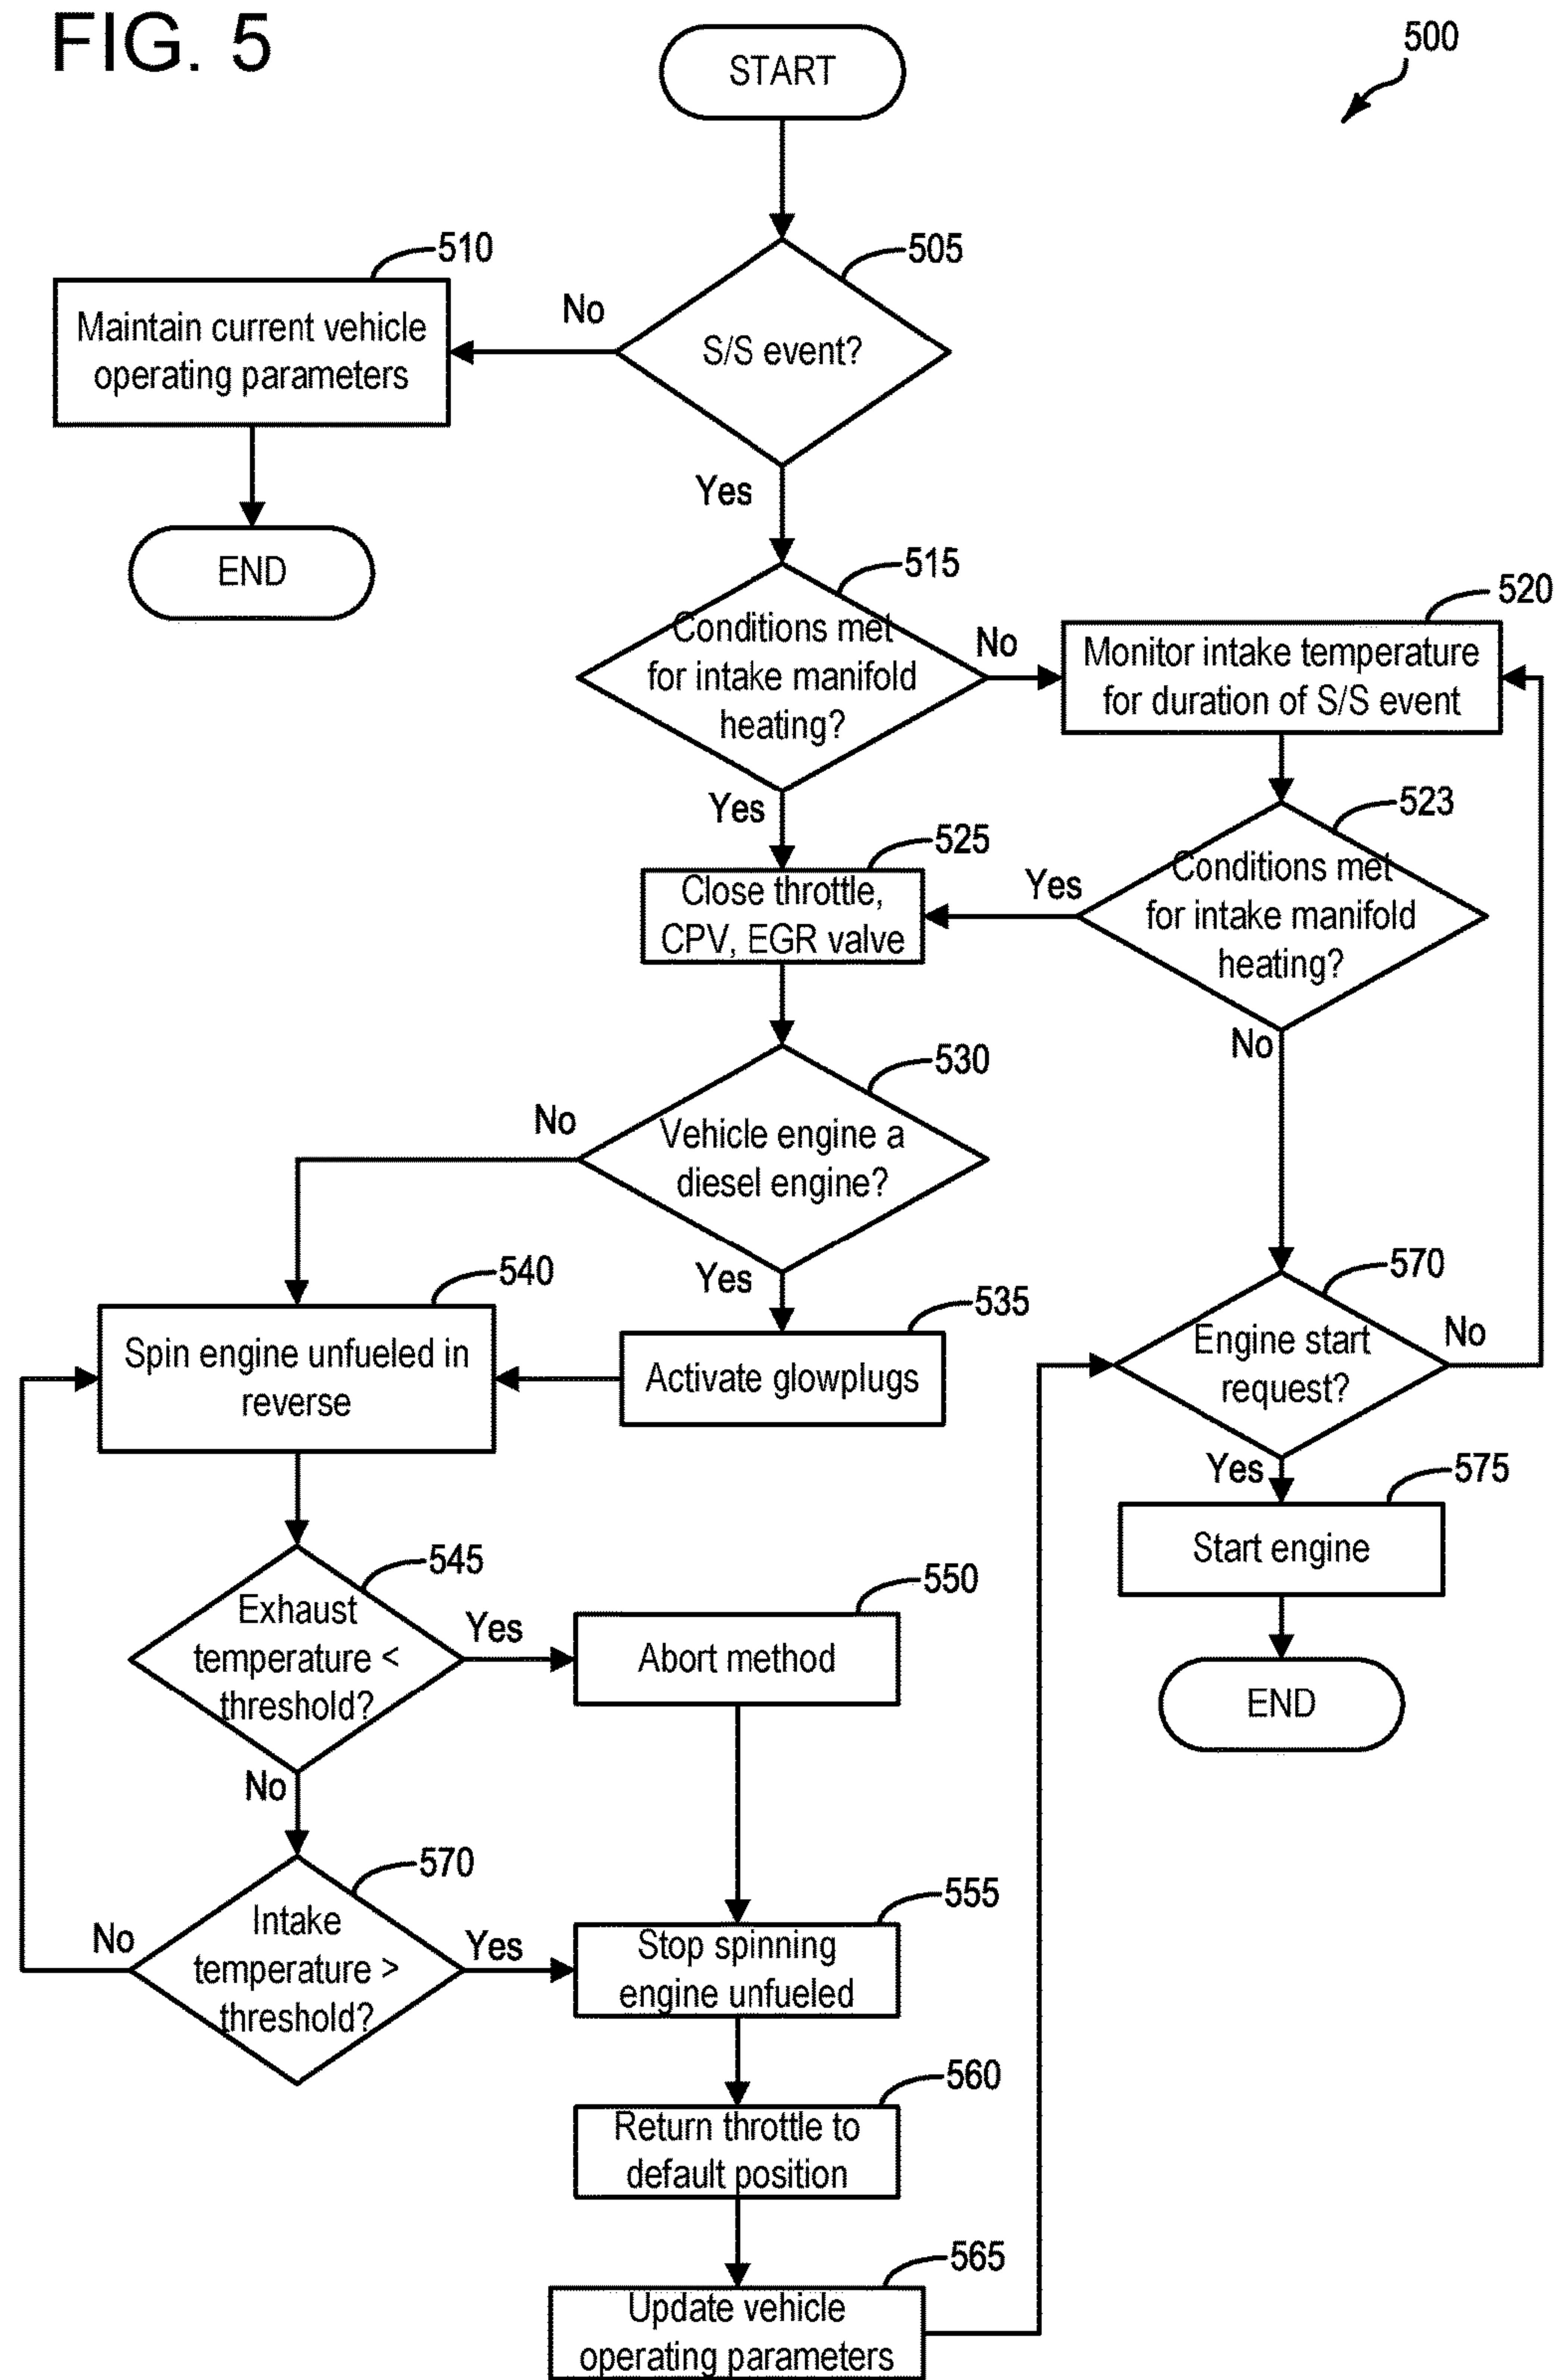 FIG. 5
500
START
505
S/S event?
No
510
Maintain current vehicle
operating parameters
END
Yes
515
Conditions met
for intake manifold
heating?
No
520
Monitor intake temperature
for duration of S/S event
Yes
523
Conditions met
for intake manifold
heating?
Yes
525
Close throttle,
CPV, EGR valve
No
530
Vehicle engine a
diesel engine?
No
Yes
535
Activate glowplugs
540
Spin engine unfueled in
reverse
570
Engine start
request?
No
Yes
575
Start engine
END
545
Exhaust
temperature <
threshold?
Yes
550
Abort method
No
570
Intake
temperature >
threshold?
No
Yes
555
Stop spinning
engine unfueled
560
Return throttle to
default position
565
Update vehicle
operating parameters